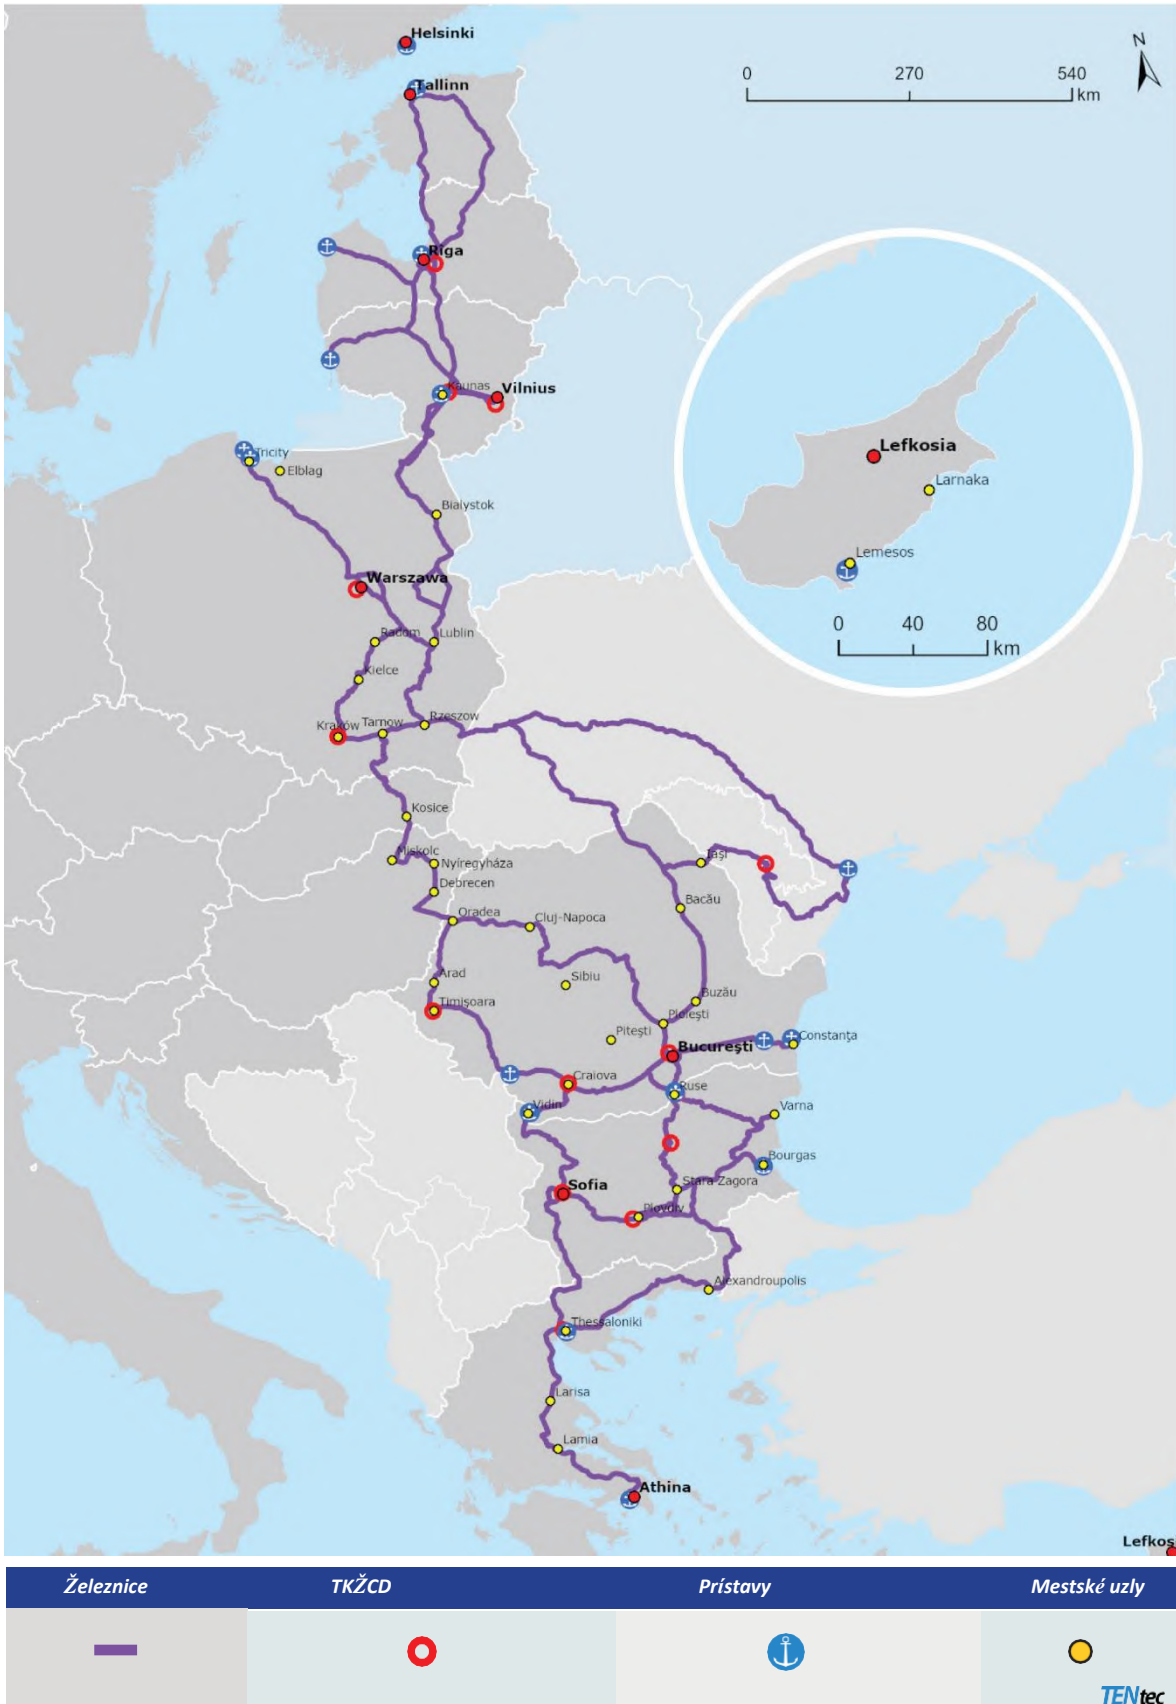 Helsinki
N
0 270 540
km
Tallinn
Riga
Kaunas
Vilnius
Lefkosia
Larnaka
Lemesos
0 40 80
km
Tricity
Elblag
Bialystok
Warszawa
Radom
Lublin
Kielce
Kraków
Tarnow
Rzeszow
Kosice
Miskolc
Nyíregyháza
Debrecen
Iaşi
Bacău
Oradea
Cluj-Napoca
Sibiu
Arad
Timişoara
Buzău
Ploieşti
Piteşti
Bucureşti
Constanţa
Craiova
Ruse
Vidin
Varna
Bourgas
Sofia
Stara Zagora
Plovdiv
Alexandroupolis
Thessaloniki
Larisa
Lamia
Athina
Lefkos
Železnice TKŽCD Prístavy Mestské uzly
TENtec